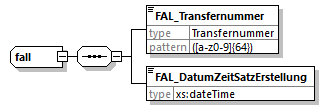 fall
FAL_Transfernummer
type Transfernummer
pattern ([a-z0-9]{64})
FAL_DatumZeitSatzErstellung
type xs:dateTime